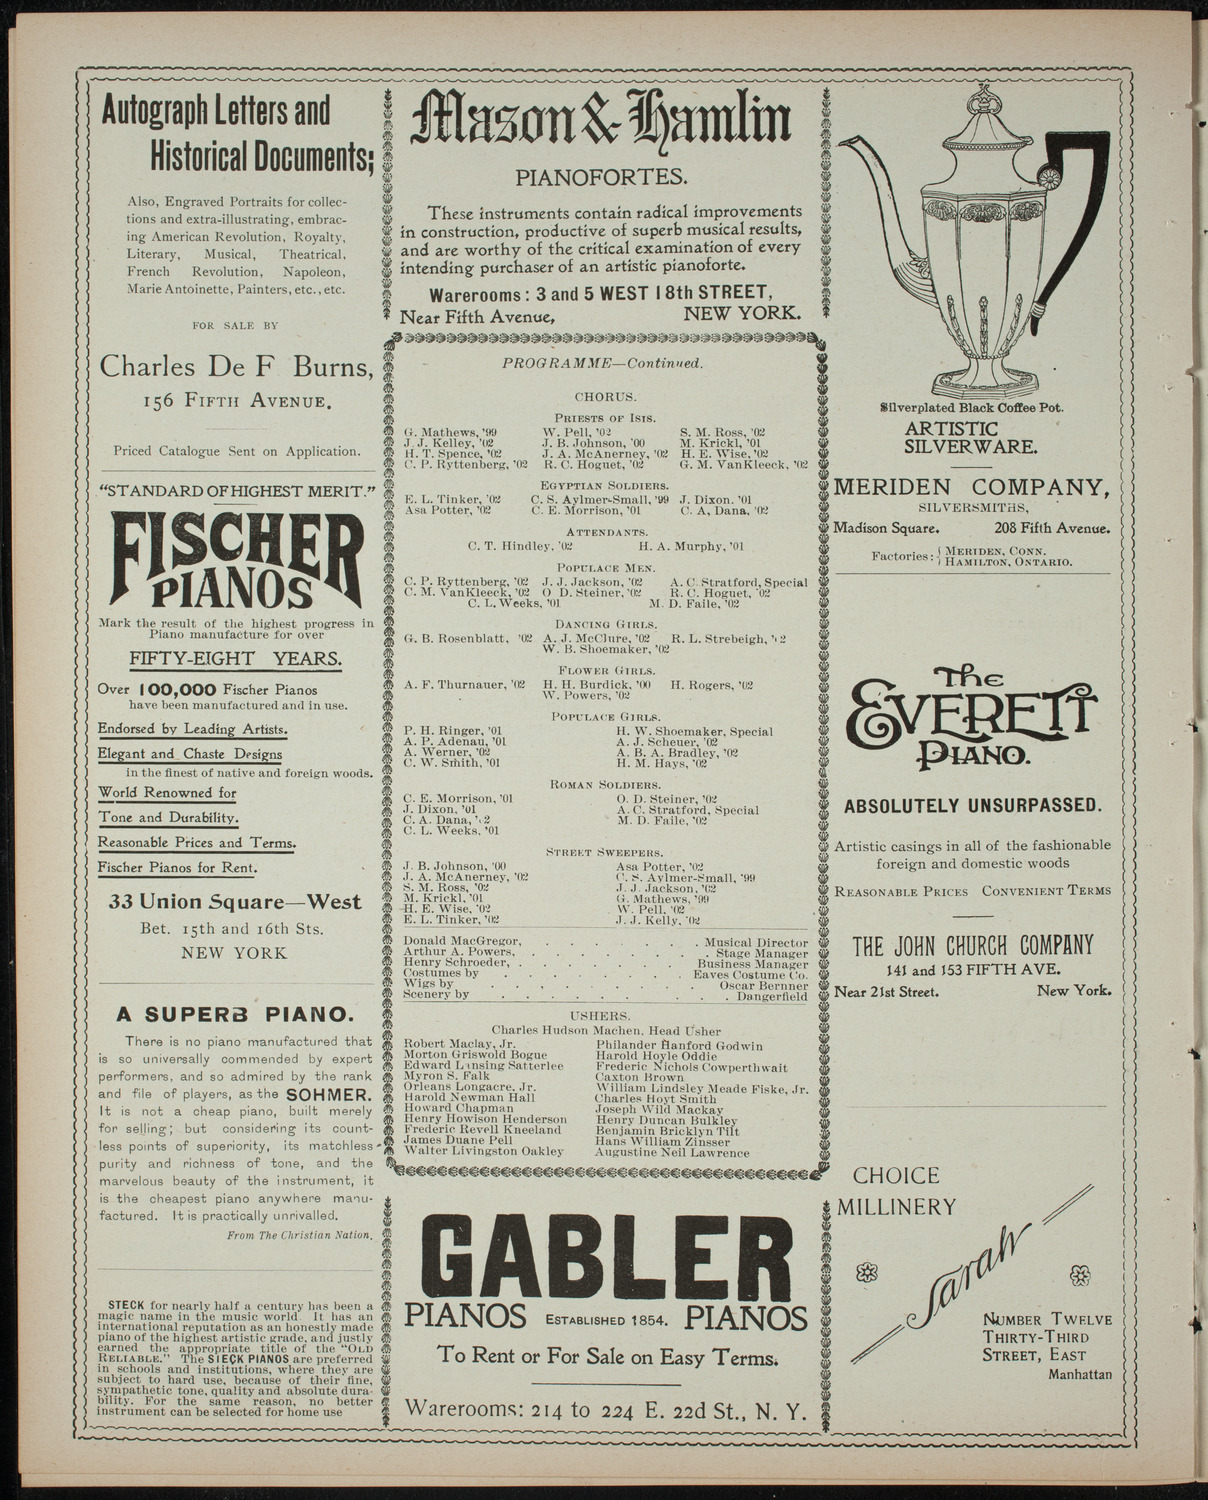 Autograph Letters and
Historical Documents;
Also, Engraved Portraits for collec-
tions and extra-illustrating, embrac-
ing American Revolution, Royalty,
Literary, Musical, Theatrical,
French Revolution, Napoleon,
Marie Antoinette, Painters, etc., etc.
FOR SALE BY
Charles De F Burns,
156 FIFTH AVENUE.
Priced Catalogue Sent on Application.
"STANDARD OF HIGHEST MERIT."
FISCHER
PIANOS
Mark the result of the highest progress in
Piano manufacture for over
FIFTY-EIGHT YEARS.
Over 100,000 Fischer Pianos
have been manufactured and in use.
Endorsed by Leading Artists.
Elegant and Chaste Designs
in the finest of native and foreign woods.
World Renowned for
Tone and Durability.
Reasonable Prices and Terms.
Fischer Pianos for Rent.
33 Union Square—West
Bet. 15th and 16th Sts.
NEW YORK
A SUPERB PIANO.
There is no piano manufactured that
is so universally commended by expert
performers, and so admired by the rank
and file of players, as the SOHMER.
It is not a cheap piano, built merely
for selling; but considering its count-
less points of superiority, its matchless
purity and richness of tone, and the
marvelous beauty of the instrument, it
is the cheapest piano anywhere manu-
factured. It is practically unrivalled.
From The Christian Nation.
STECK for nearly half a century has been a
magic name in the music world. It has an
international reputation as an honestly made
piano of the highest artistic grade, and justly
earned the appropriate title of the "OLD
RELIABLE." The STECK PIANOS are preferred
in schools and institutions, where they are
subject to hard use, because of their fine,
sympathetic tone, quality and absolute dura-
bility. For the same reason, no better
instrument can be selected for home use
Mason & Hamlin
PIANOFORTES.
These instruments contain radical improvements
in construction, productive of superb musical results,
and are worthy of the critical examination of every
intending purchaser of an artistic pianoforte.
Warerooms: 3 and 5 WEST 18th STREET,
Near Fifth Avenue, NEW YORK.
PROGRAMME—Continued.
CHORUS.
PRIESTS OF ISIS.
G. Mathews, '99 W. Pell, '02 S. M. Ross, '02
J. J. Kelley, '02 J. B. Johnson, '00 M. Krickl, '01
H. T. Spence, '02 J. A. McAnerney, '02 H. E. Wise, '02
C. P. Ryttenberg, '02 R. C. Hoguet, '02 G. M. VanKleeck, '02
EGYPTIAN SOLDIERS.
E. L. Tinker, '02 C. S. Aylmer-Small, '99 J. Dixon. '01
Asa Potter, '02 C. E. Morrison, '01 C. A, Dana, '02
ATTENDANTS.
C. T. Hindley, '02 H. A. Murphy, '01
POPULACE MEN.
C. P. Ryttenberg, '02 J. J. Jackson, '02 A. C. Stratford, Special
C. M. VanKleeck, '02 O D. Steiner, '02 R. C. Hoguet, '02
C. L. Weeks, '01 M. D. Faile, '02
DANCING GIRLS.
G. B. Rosenblatt, '02 A. J. McClure, '02 R. L. Strebeigh, '02
W. B. Shoemaker, '02
FLOWER GIRLS.
A. F. Thurnauer, '02 H. H. Burdick, '00 H. Rogers, '02
W. Powers, '02
POPULACE GIRLS.
P. H. Ringer, '01 H. W. Shoemaker, Special
A. P. Adenau, '01 A. J. Scheuer, '02
A. Werner, '02 A. B. A. Bradley, '02
C. W. Smith, '01 H. M. Hays, '02
ROMAN SOLDIERS.
C. E. Morrison, '01 O. D. Steiner, '02
J. Dixon, '01 A. C. Stratford, Special
C. A. Dana, '02 M. D. Faile, '02
C. L. Weeks, '01
STREET SWEEPERS.
J. B. Johnson, '00 Asa Potter, '02
J. A. McAnerney, '02 C. S. Aylmer-Small, '99
S. M. Ross, '02 J. J. Jackson, '02
M. Krickl, '01 G. Mathews, '99
H. E. Wise, '02 W. Pell, '02
E. L. Tinker, '02 J. J. Kelly, '02
Donald MacGregor, . . . . . . . Musical Director
Arthur A. Powers, . . . . . . . Stage Manager
Henry Schroeder, . . . . . . . Business Manager
Costumes by . . . . . . . Eaves Costume Co.
Wigs by . . . . . . . Oscar Bernner
Scenery by . . . . . . . Dangerfield
USHERS.
Charles Hudson Machen, Head Usher
Robert Maclay, Jr. Philander Hanford Godwin
Morton Griswold Bogue Harold Hoyle Oddie
Edward Lansing Satterlee Frederic Nichols Cowperthwait
Myron S. Falk Caxton Brown
Orleans Longacre, Jr. William Lindsley Meade Fiske, Jr.
Harold Newman Hall Charles Hoyt Smith
Howard Chapman Joseph Wild Mackay
Henry Howison Henderson Henry Duncan Bulkley
Frederic Revell Kneeland Benjamin Bricklyn Tilt
James Duane Pell Hans William Zinsser
Walter Livingston Oakley Augustine Neil Lawrence
GABLER
PIANOS ESTABLISHED 1854. PIANOS
To Rent or For Sale on Easy Terms.
Warerooms: 214 to 224 E. 22d St., N. Y.
Silverplated Black Coffee Pot.
ARTISTIC
SILVERWARE.
MERIDEN COMPANY,
SILVERSMITHS,
Madison Square. 208 Fifth Avenue.
Factories: { MERIDEN, CONN.
HAMILTON, ONTARIO.
The
EVERETT
PIANO.
ABSOLUTELY UNSURPASSED.
Artistic casings in all of the fashionable
foreign and domestic woods
REASONABLE PRICES CONVENIENT TERMS
THE JOHN CHURCH COMPANY
141 and 153 FIFTH AVE.
Near 21st Street. New York.
CHOICE
MILLINERY
Sarah
NUMBER TWELVE
THIRTY-THIRD
STREET, EAST
Manhattan